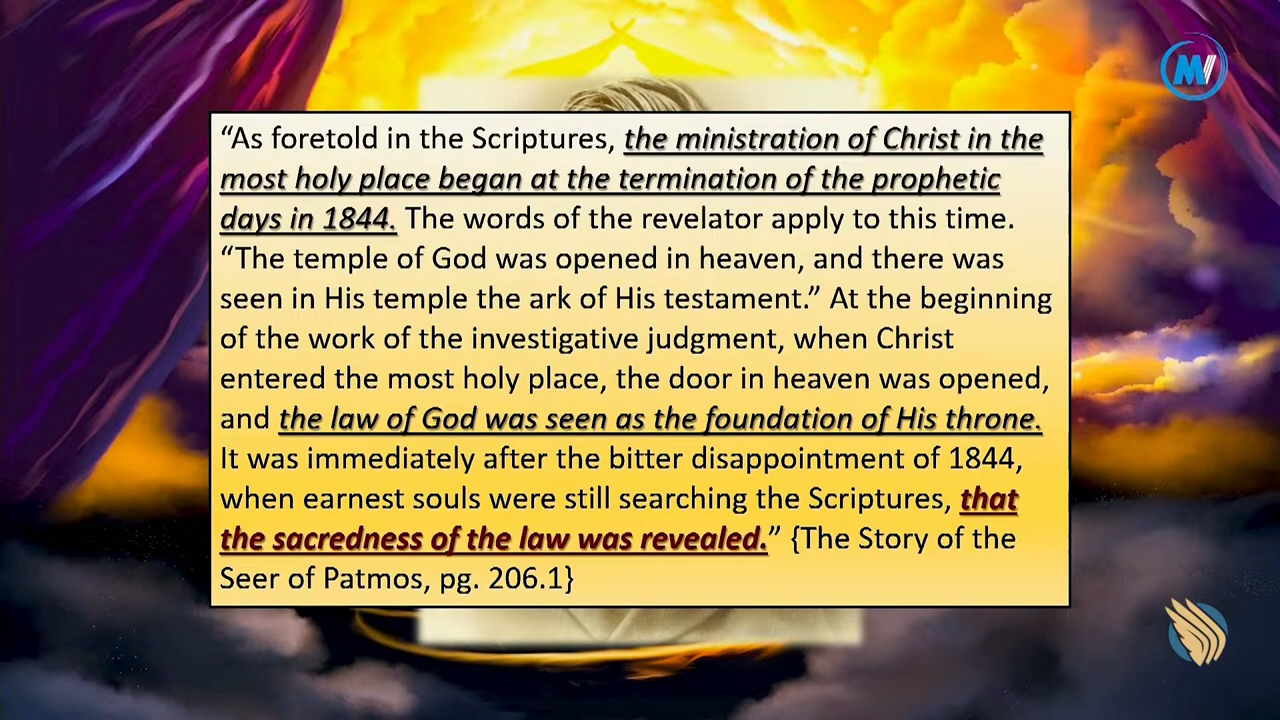 “As foretold in the Scriptures, the ministration of Christ in the
most holy place began at the termination of the prophetic
days in 1844. The words of the revelator apply to this time.
“The temple of God was opened in heaven, and there was
seen in His temple the ark of His testament.” At the beginning
of the work of the investigative judgment, when Christ
entered the most holy place, the door in heaven was opened,
and the law of God was seen as the foundation of His throne.
It was immediately after the bitter disappointment of 1844,
when earnest souls were still searching the Scriptures, that
the sacredness of the law was revealed.” {The Story of the
Seer of Patmos, pg. 206.1}